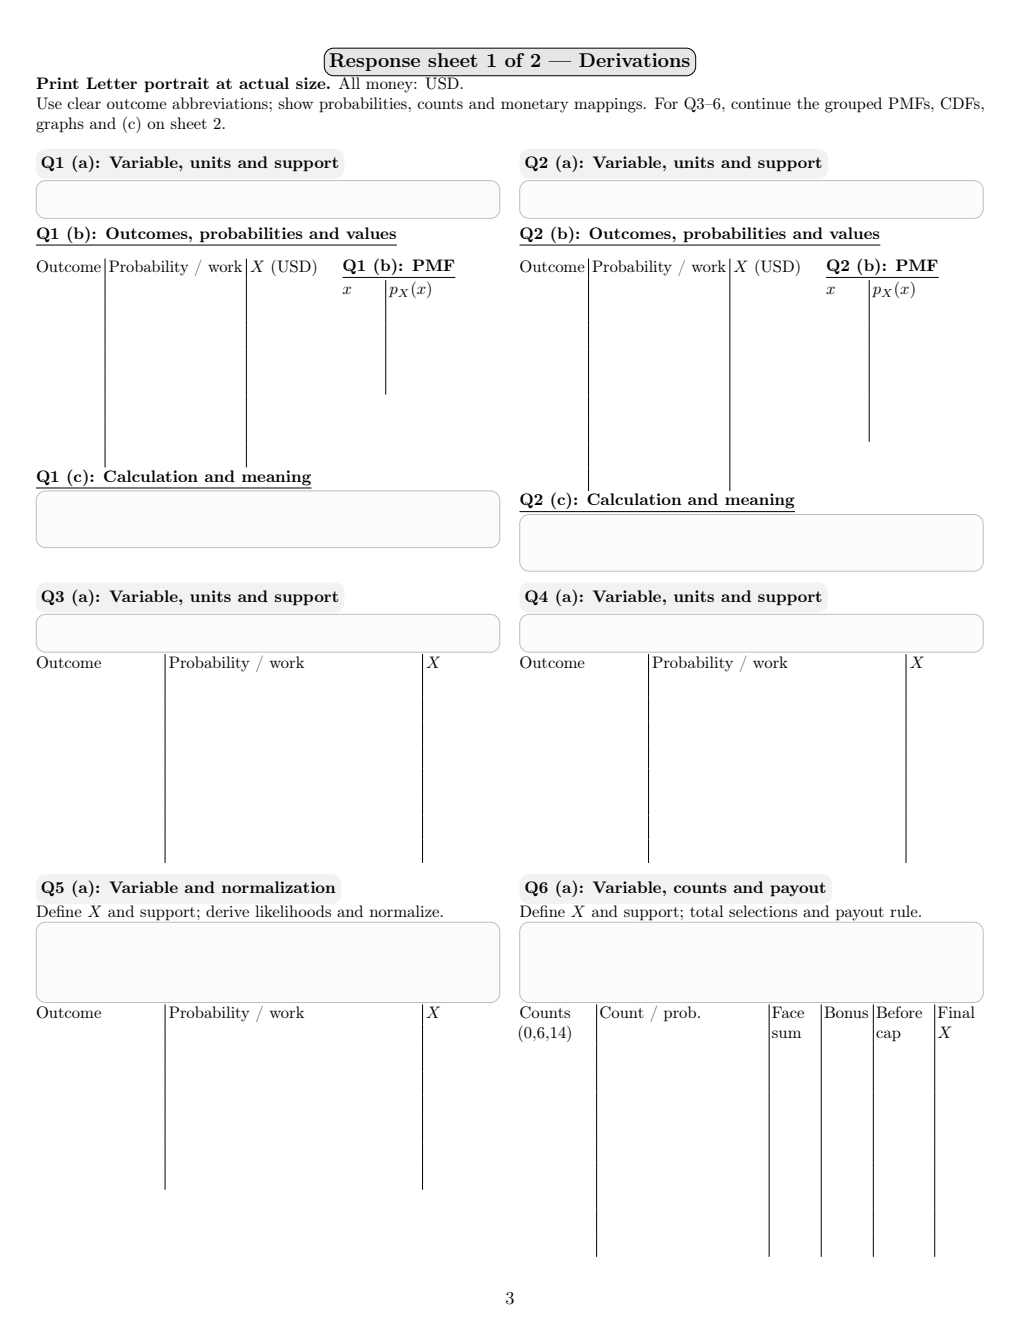 Response sheet 1 of 2 — Derivations
Print Letter portrait at actual size. All money: USD.
Use clear outcome abbreviations; show probabilities, counts and monetary mappings. For Q3–6, continue the grouped PMFs, CDFs,
graphs and (c) on sheet 2.
Q1 (a): Variable, units and support
Q1 (b): Outcomes, probabilities and values
Outcome Probability / work X (USD)
Q1 (b): PMF
x p_X(x)
Q1 (c): Calculation and meaning
Q2 (a): Variable, units and support
Q2 (b): Outcomes, probabilities and values
Outcome Probability / work X (USD)
Q2 (b): PMF
x p_X(x)
Q2 (c): Calculation and meaning
Q3 (a): Variable, units and support
Outcome Probability / work X
Q4 (a): Variable, units and support
Outcome Probability / work X
Q5 (a): Variable and normalization
Define X and support; derive likelihoods and normalize.
Outcome Probability / work X
Q6 (a): Variable, counts and payout
Define X and support; total selections and payout rule.
Counts Count / prob. Face Bonus Before Final
(0,6,14) sum cap X
3